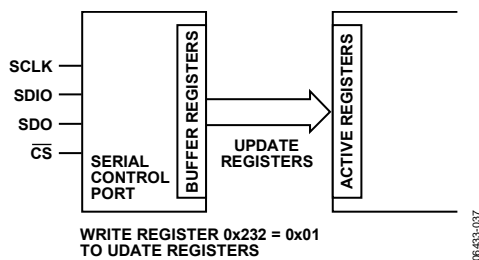 SCLK
SDIO
SDO
CS
SERIAL
CONTROL
PORT
BUFFER REGISTERS
UPDATE
REGISTERS
ACTIVE REGISTERS
WRITE REGISTER 0x232 = 0x01
TO UDATE REGISTERS
06433-037